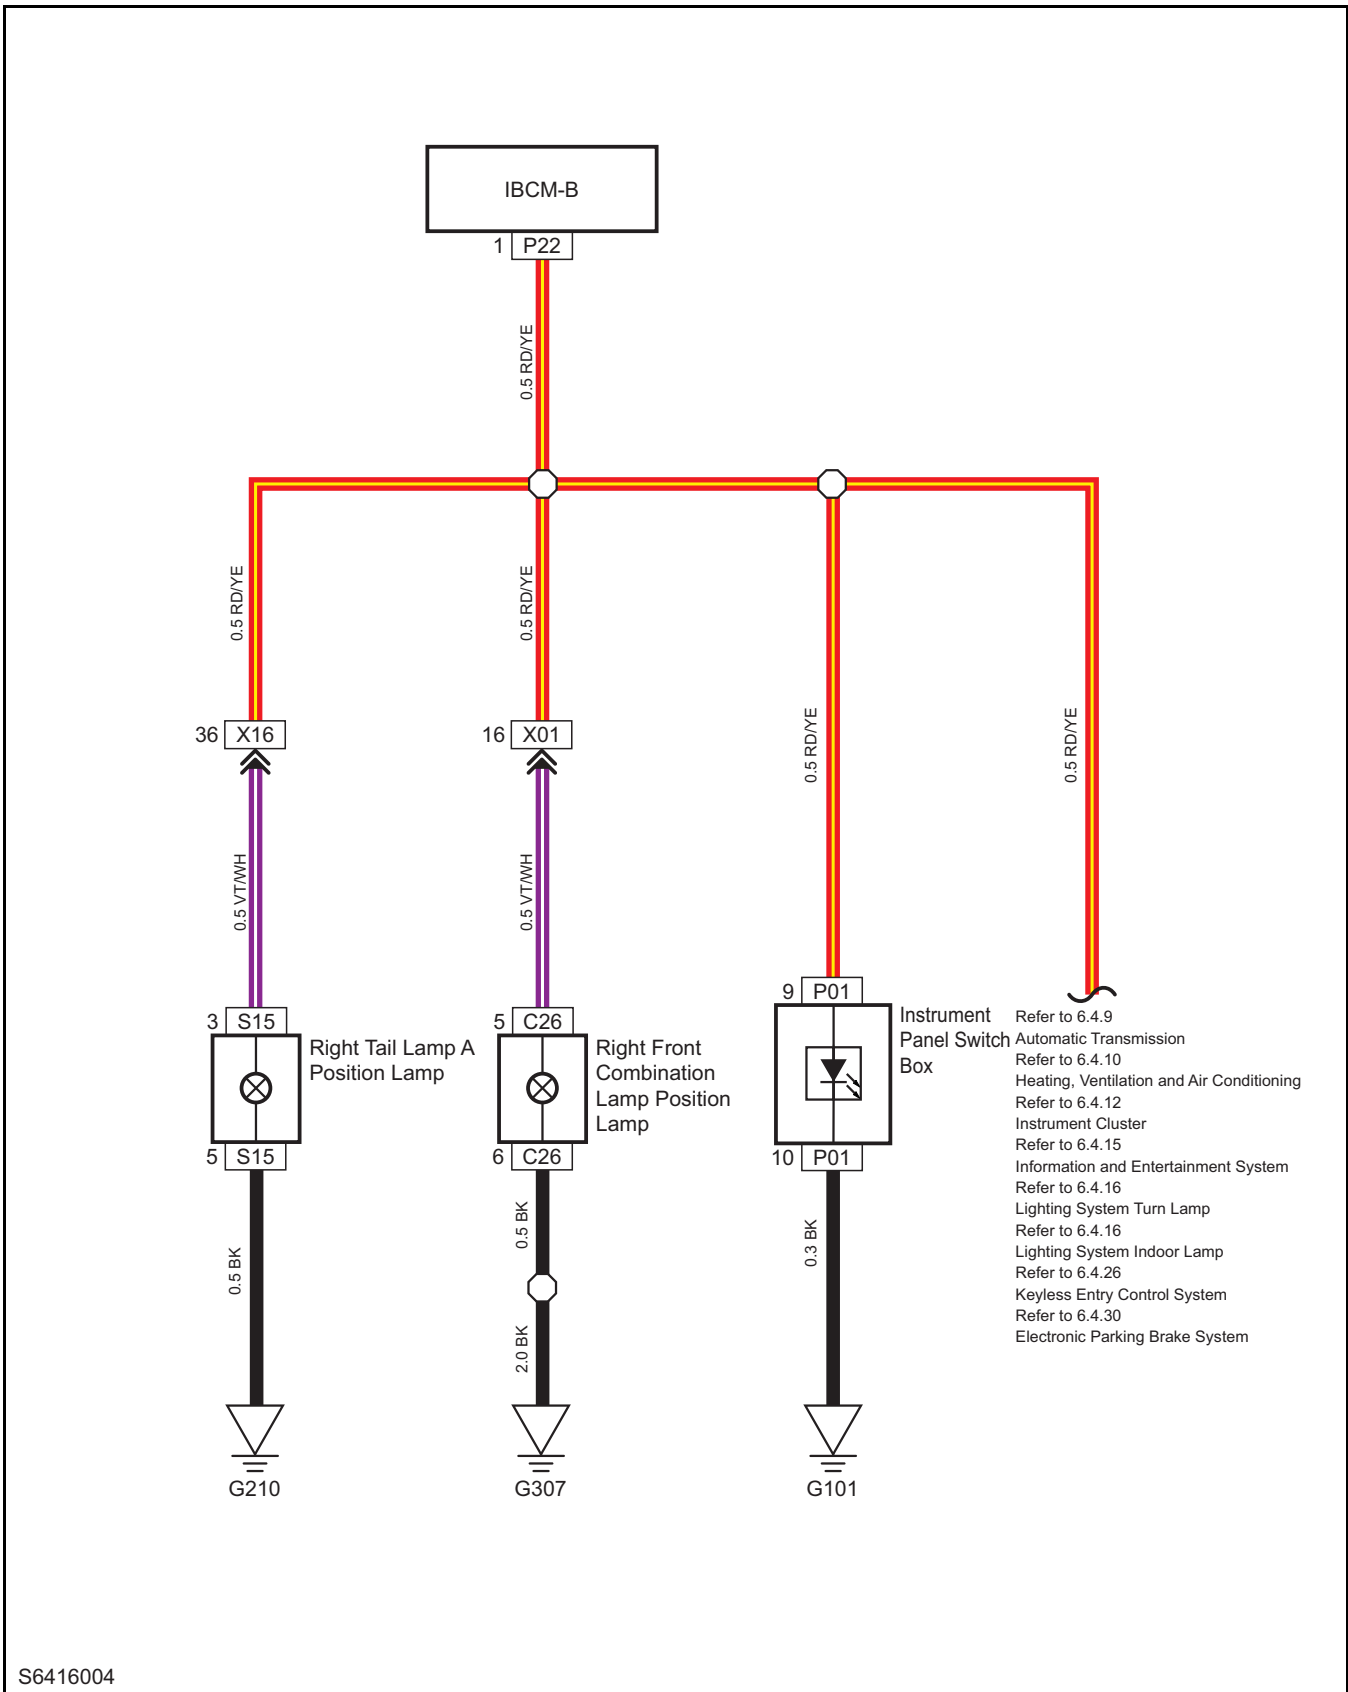 IBCM-B
1 P22
0.5 RD/YE
0.5 RD/YE
0.5 RD/YE
0.5 RD/YE
0.5 RD/YE
36 X16
16 X01
0.5 VT/WH
0.5 VT/WH
9 P01
3 S15
5 C26
Right Tail Lamp A
Position Lamp
Right Front
Combination
Lamp Position
Lamp
Instrument
Panel Switch
Box
5 S15
6 C26
10 P01
Refer to 6.4.9
Automatic Transmission
Refer to 6.4.10
Heating, Ventilation and Air Conditioning
Refer to 6.4.12
Instrument Cluster
Refer to 6.4.15
Information and Entertainment System
Refer to 6.4.16
Lighting System Turn Lamp
Refer to 6.4.16
Lighting System Indoor Lamp
Refer to 6.4.26
Keyless Entry Control System
Refer to 6.4.30
Electronic Parking Brake System
0.5 BK
0.5 BK
2.0 BK
0.3 BK
G210
G307
G101
S6416004